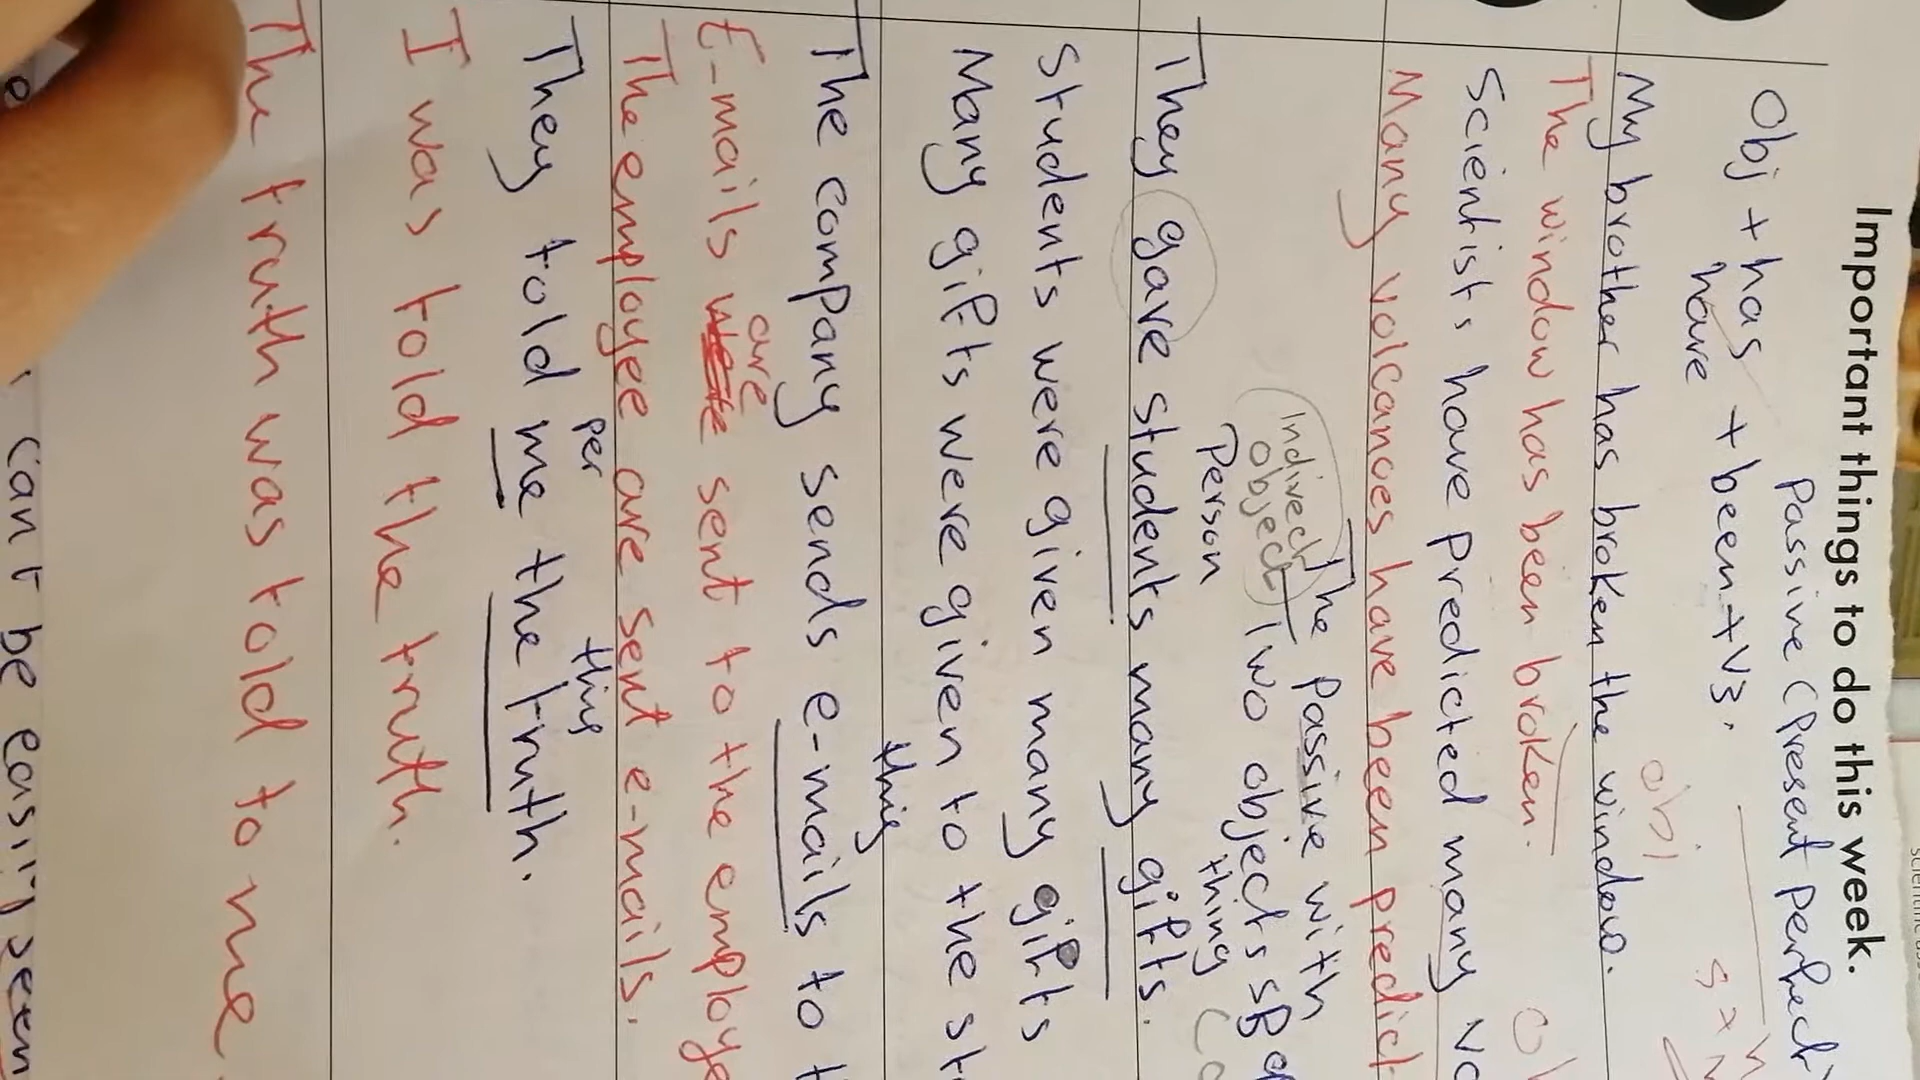 Important things to do this week.
Passive (Present Perfect)
Obj + has + been + V3.
have
obj
My brother has broken the window.
The window has been broken.
Scientists have predicted many
Many volcanoes have been predict
The Passive with
Indirect
Object
Two objects SB
Person thing
They gave students many gifts.
Students were given many gifts
Many gifts were given to the st
thing
The company sends e-mails to
are
E-mails sent to the employe
The employee are sent e-mails.
Per thing
They told me the truth.
I was told the truth.
The truth was told to me
can't be easily seen